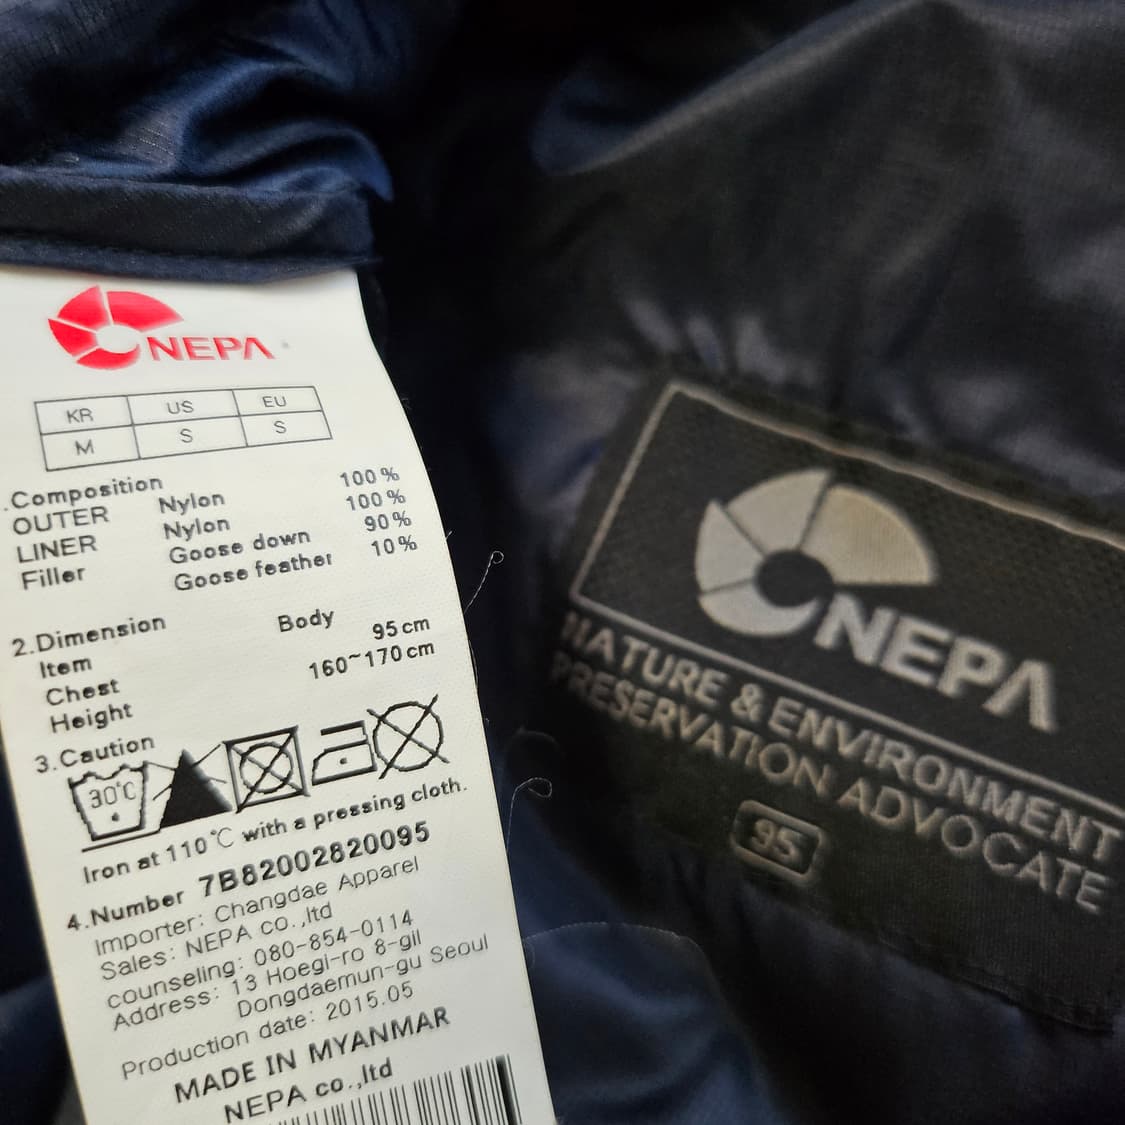 NEPA
KR US EU
M S S
.Composition
OUTER Nylon 100%
LINER Nylon 100%
Filler Goose down 90%
Goose feather 10%
2.Dimension
Item Body
Chest 95cm
Height 160~170cm
3.Caution
30℃
Iron at 110℃ with a pressing cloth.
4.Number 7B82002820095
Importer: Changdae Apparel
Sales: NEPA co.,ltd
counseling: 080-854-0114
Address: 13 Hoegi-ro 8-gil
Dongdaemun-gu Seoul
Production date: 2015.05
MADE IN MYANMAR
NEPA co.,ltd
NEPA
NATURE & ENVIRONMENT
PRESERVATION ADVOCATE
95